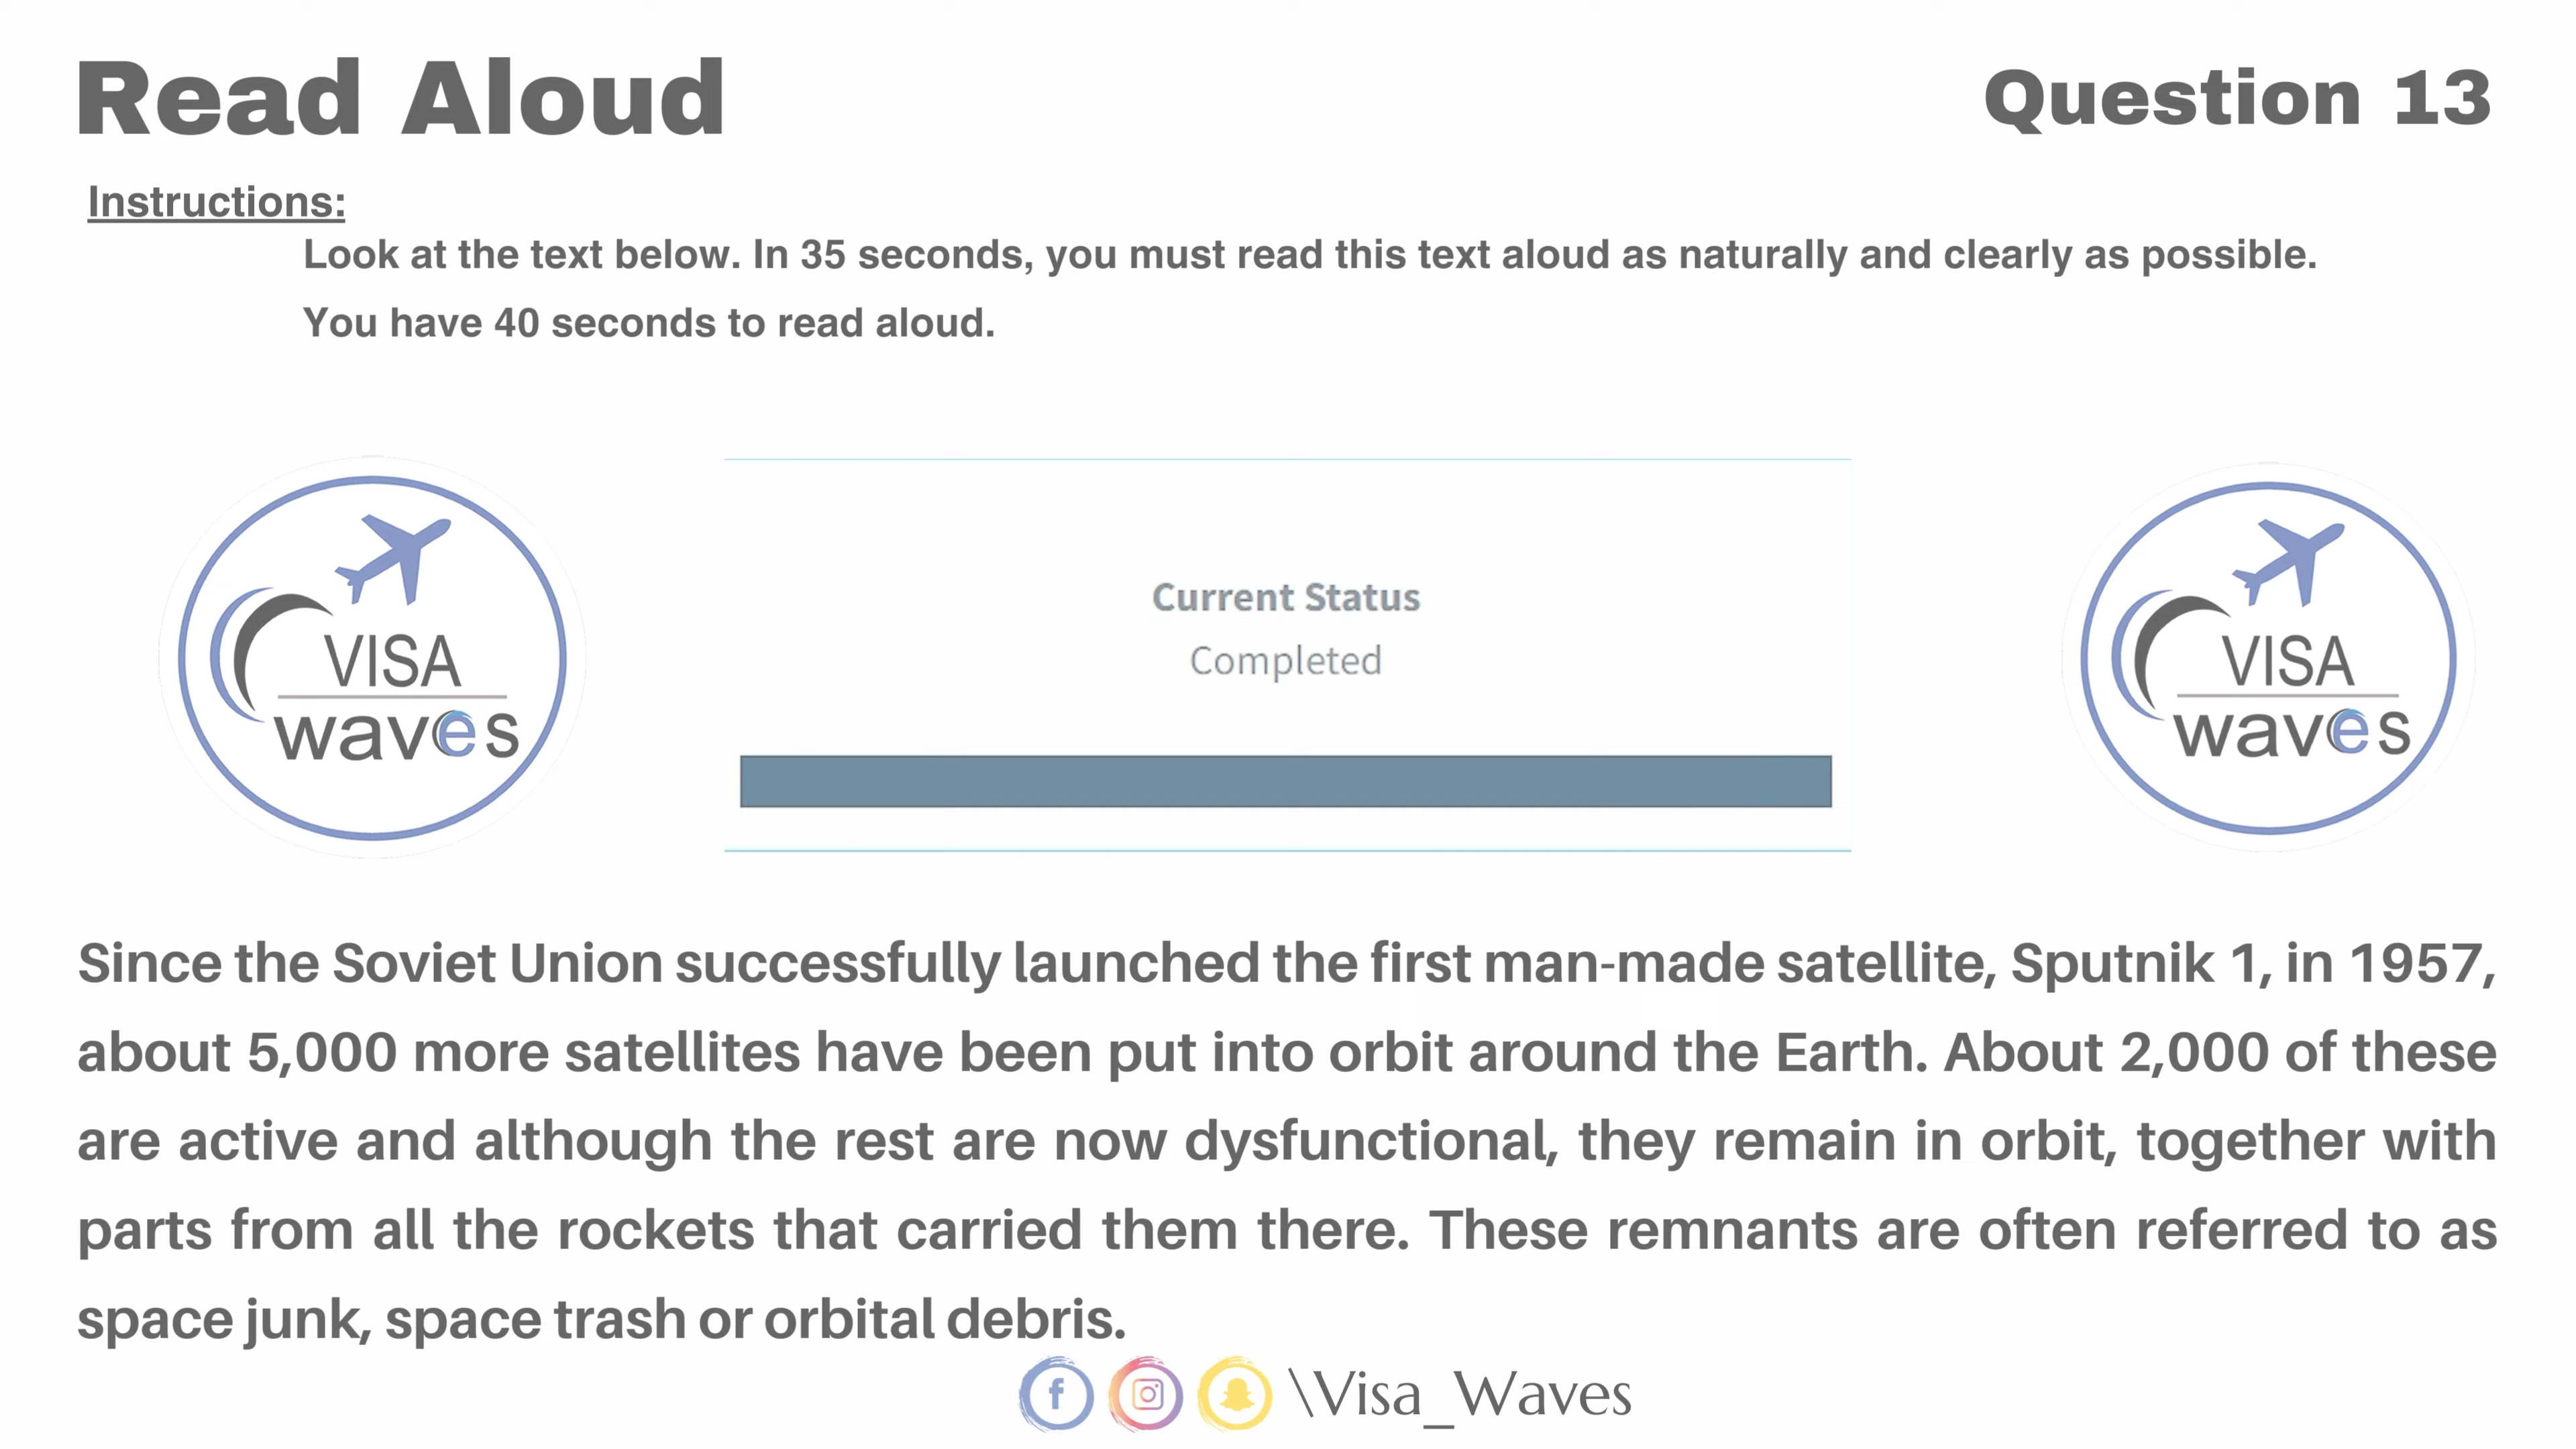 Read Aloud
Question 13
Instructions:
Look at the text below. In 35 seconds, you must read this text aloud as naturally and clearly as possible.
You have 40 seconds to read aloud.
VISA
waves
Current Status
Completed
VISA
waves
Since the Soviet Union successfully launched the first man-made satellite, Sputnik 1, in 1957,
about 5,000 more satellites have been put into orbit around the Earth. About 2,000 of these
are active and although the rest are now dysfunctional, they remain in orbit, together with
parts from all the rockets that carried them there. These remnants are often referred to as
space junk, space trash or orbital debris.
\Visa_Waves